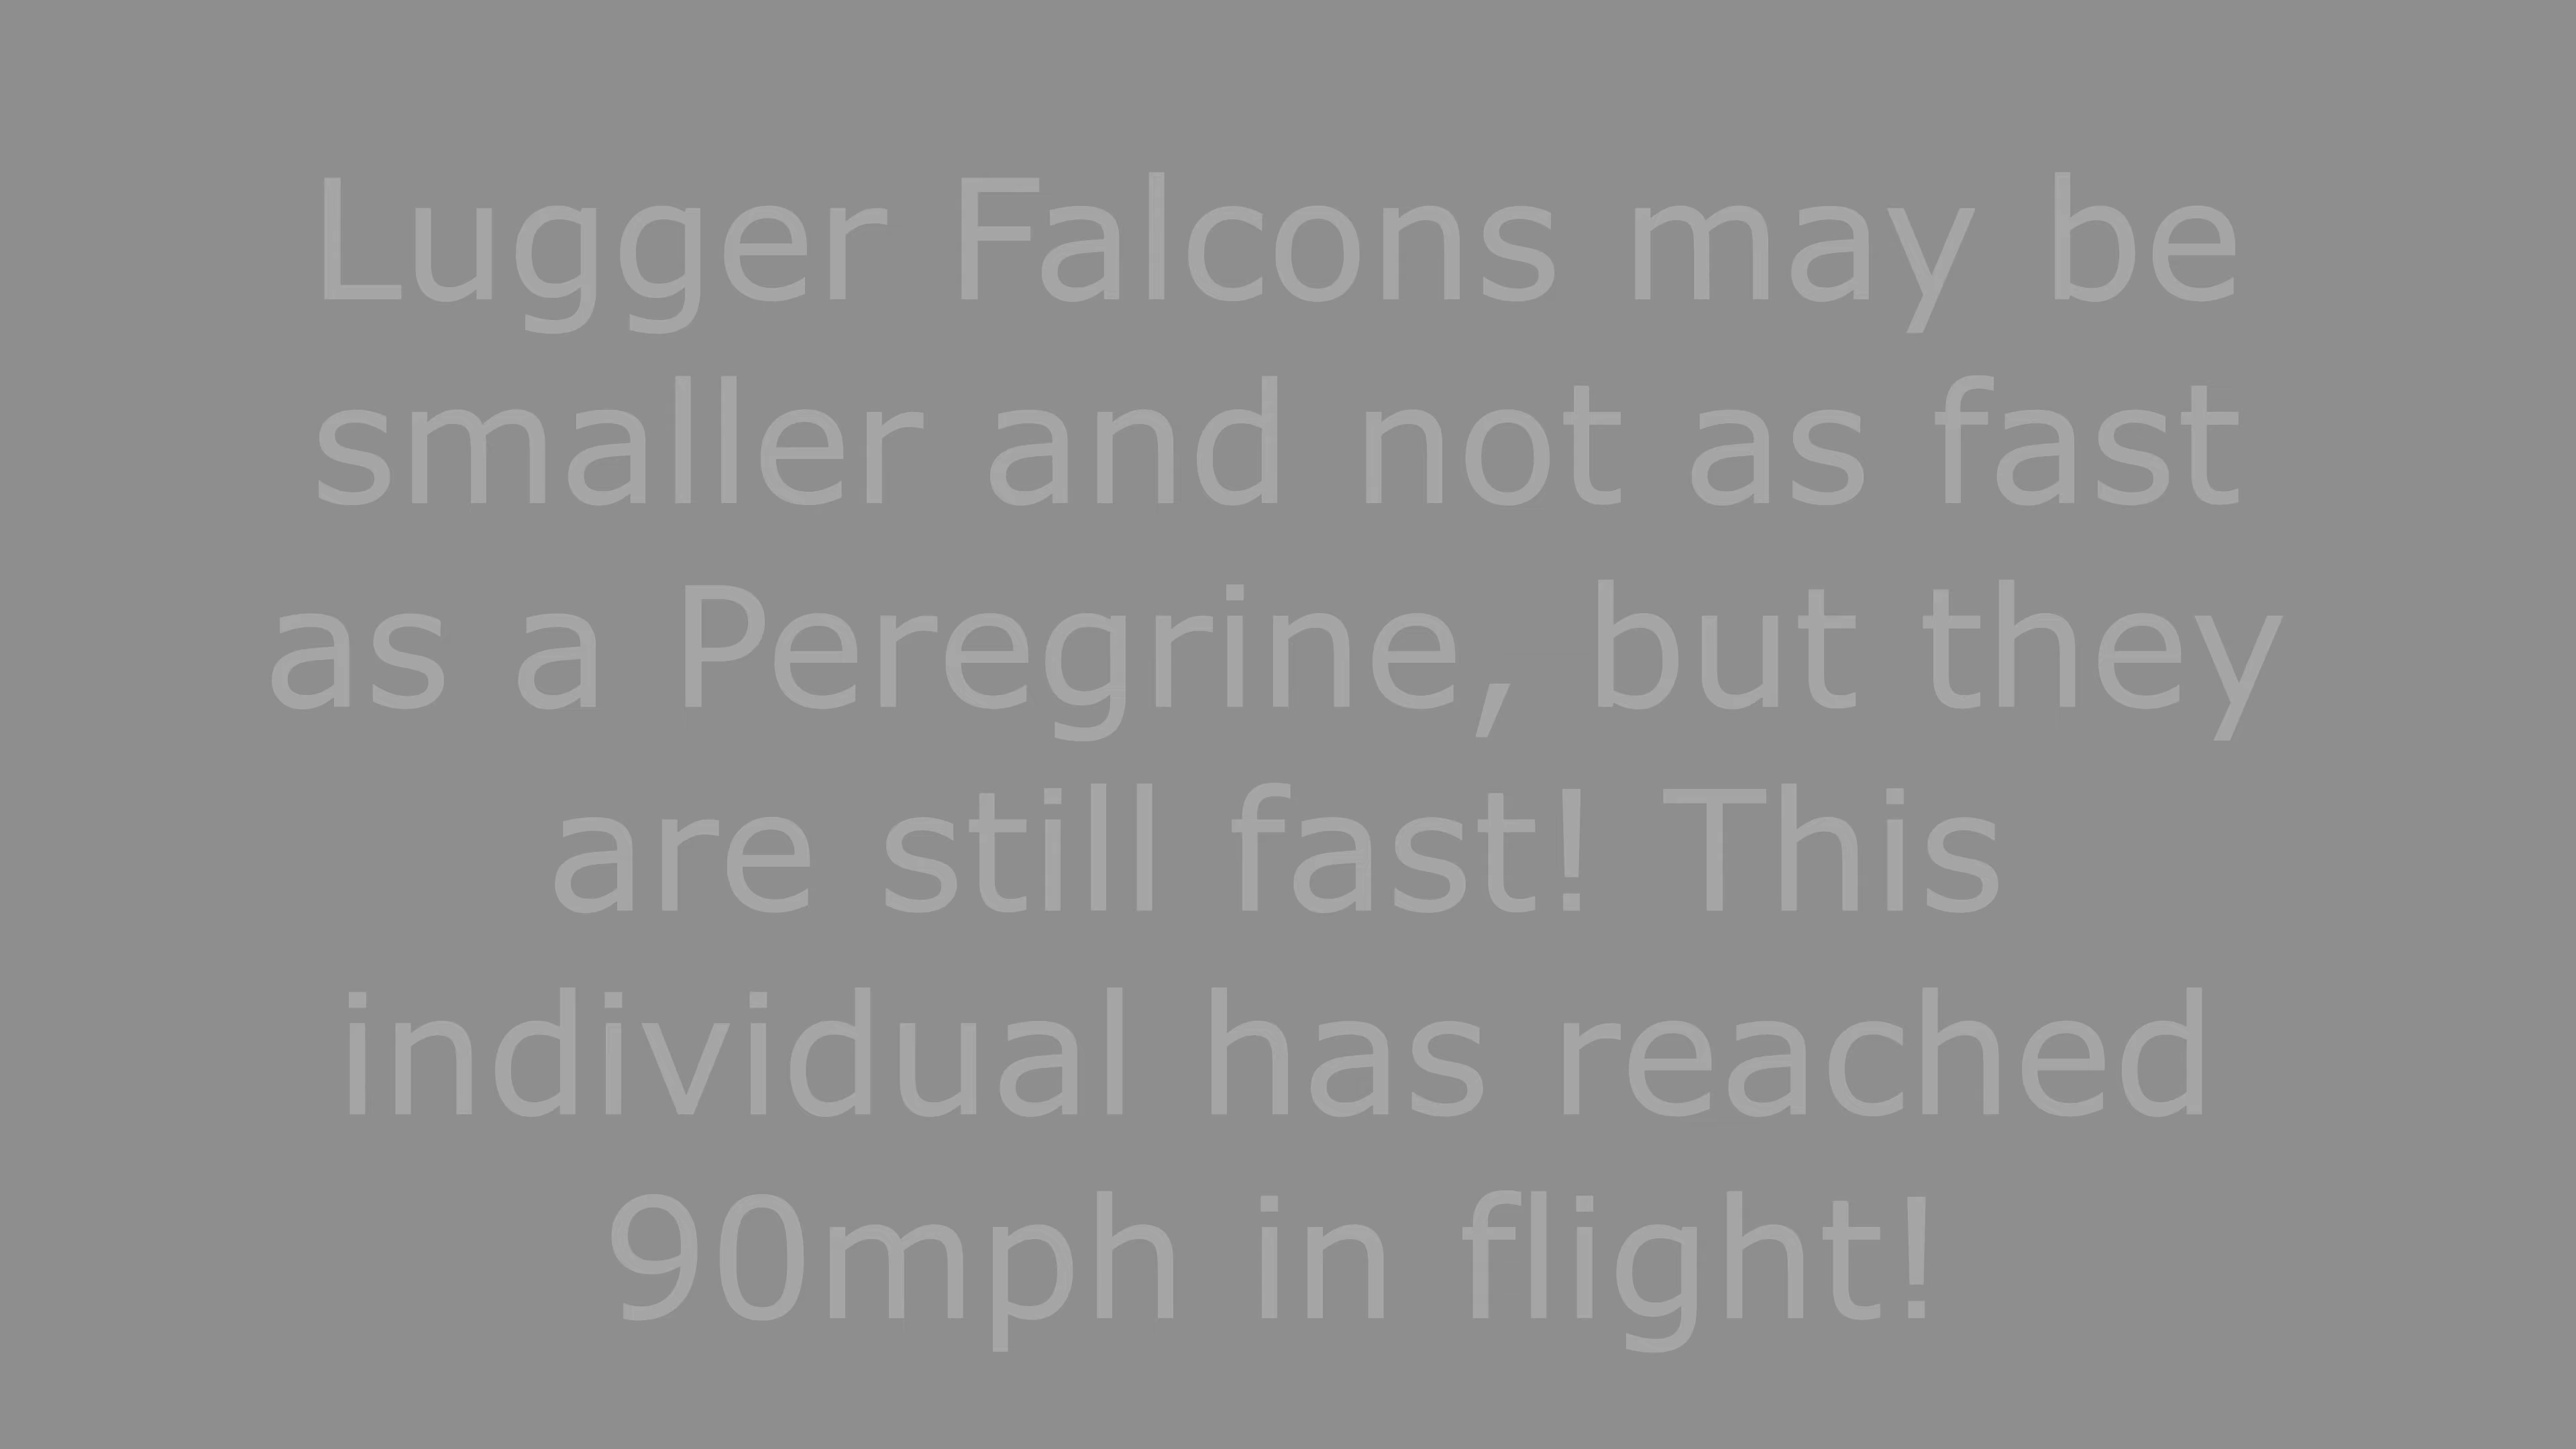 Lugger Falcons may be
smaller and not as fast
as a Peregrine, but they
are still fast! This
individual has reached
90mph in flight!